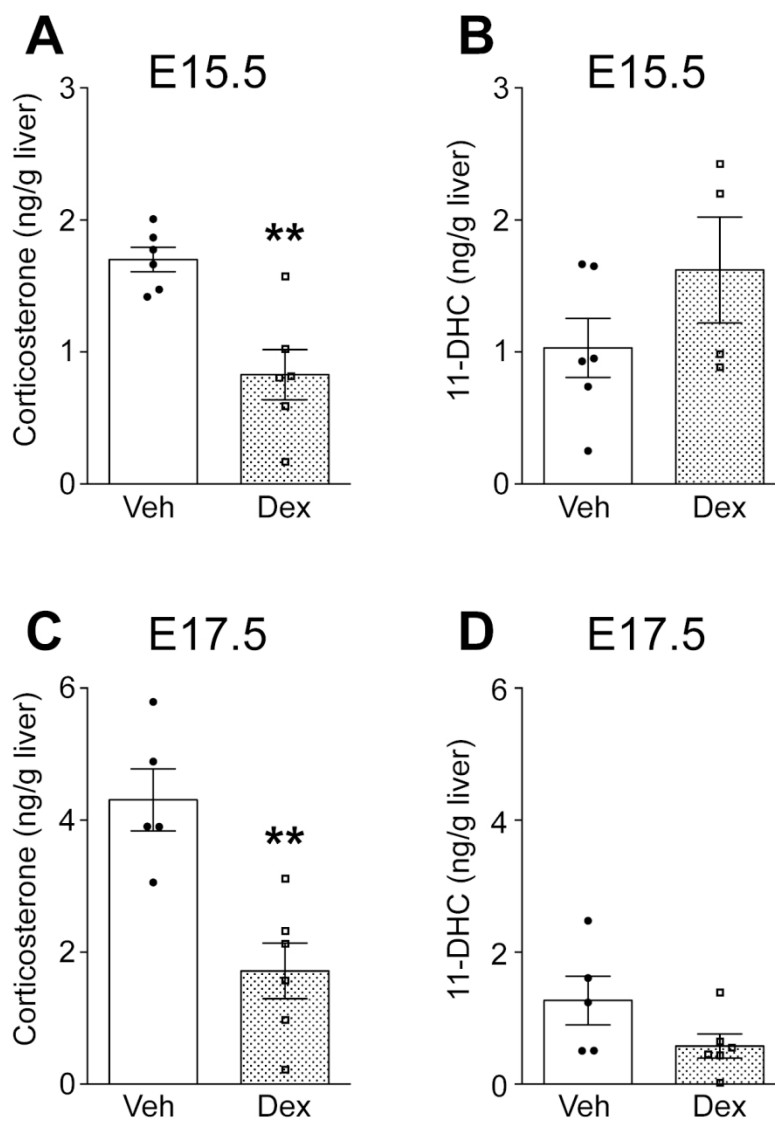 A
E15.5
Corticosterone (ng/g liver)
3
2
1
0
**
Veh
Dex
B
E15.5
11-DHC (ng/g liver)
3
2
1
0
Veh
Dex
C
E17.5
Corticosterone (ng/g liver)
6
4
2
0
**
Veh
Dex
D
E17.5
11-DHC (ng/g liver)
6
4
2
0
Veh
Dex